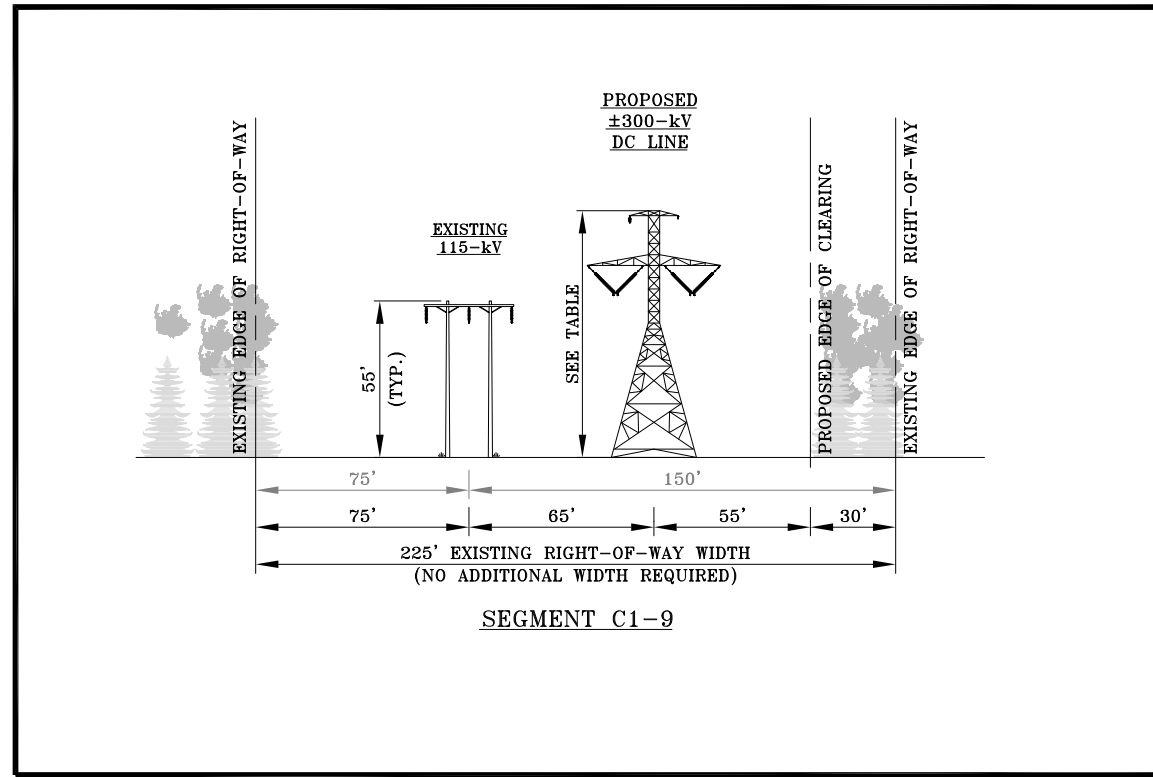 PROPOSED
±300-kV
DC LINE
EXISTING
115-kV
EXISTING EDGE OF RIGHT-OF-WAY
55'
(TYP.)
SEE TABLE
PROPOSED EDGE OF CLEARING
EXISTING EDGE OF RIGHT-OF-WAY
75' 150'
75' 65' 55' 30'
225' EXISTING RIGHT-OF-WAY WIDTH
(NO ADDITIONAL WIDTH REQUIRED)
SEGMENT C1-9